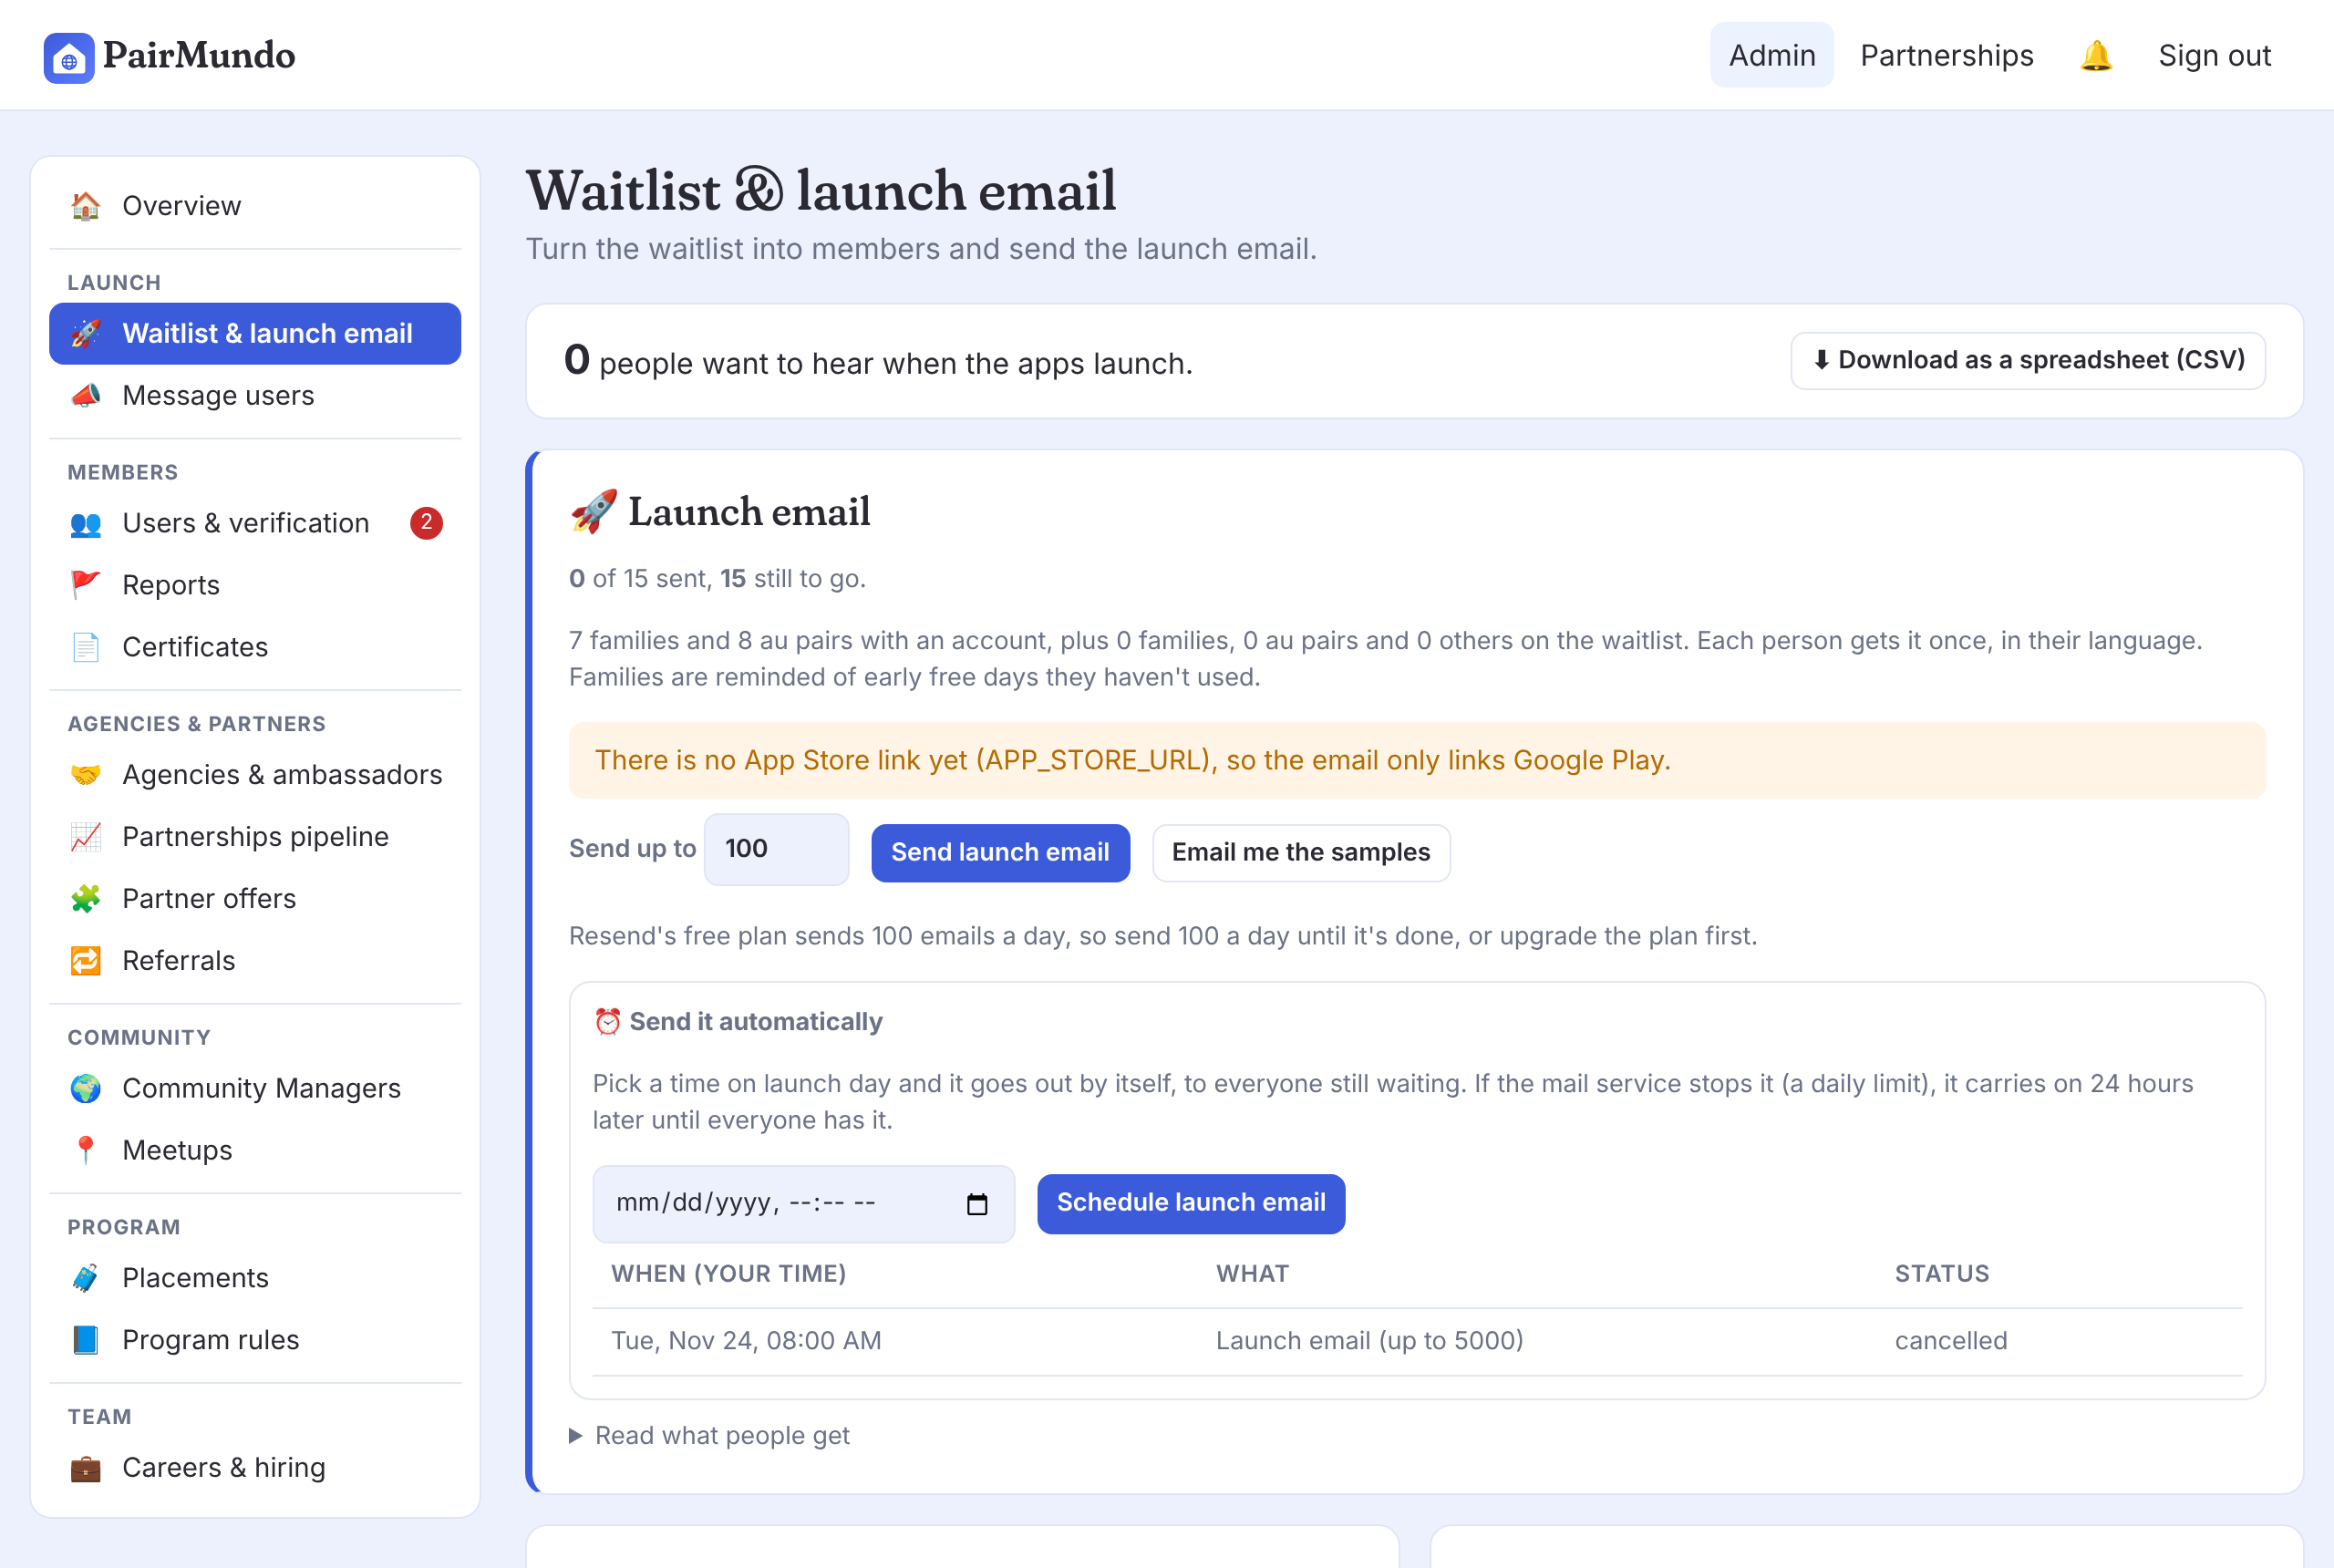 PairMundo
Admin
Partnerships
Sign out
Overview
LAUNCH
Waitlist & launch email
Message users
MEMBERS
Users & verification
2
Reports
Certificates
AGENCIES & PARTNERS
Agencies & ambassadors
Partnerships pipeline
Partner offers
Referrals
COMMUNITY
Community Managers
Meetups
PROGRAM
Placements
Program rules
TEAM
Careers & hiring
Waitlist & launch email
Turn the waitlist into members and send the launch email.
0 people want to hear when the apps launch.
⬇ Download as a spreadsheet (CSV)
Launch email
0 of 15 sent, 15 still to go.
7 families and 8 au pairs with an account, plus 0 families, 0 au pairs and 0 others on the waitlist. Each person gets it once, in their language.
Families are reminded of early free days they haven't used.
There is no App Store link yet (APP_STORE_URL), so the email only links Google Play.
Send up to
100
Send launch email
Email me the samples
Resend's free plan sends 100 emails a day, so send 100 a day until it's done, or upgrade the plan first.
Send it automatically
Pick a time on launch day and it goes out by itself, to everyone still waiting. If the mail service stops it (a daily limit), it carries on 24 hours
later until everyone has it.
mm/dd/yyyy, --:-- --
Schedule launch email
WHEN (YOUR TIME)
WHAT
STATUS
Tue, Nov 24, 08:00 AM
Launch email (up to 5000)
cancelled
▶ Read what people get